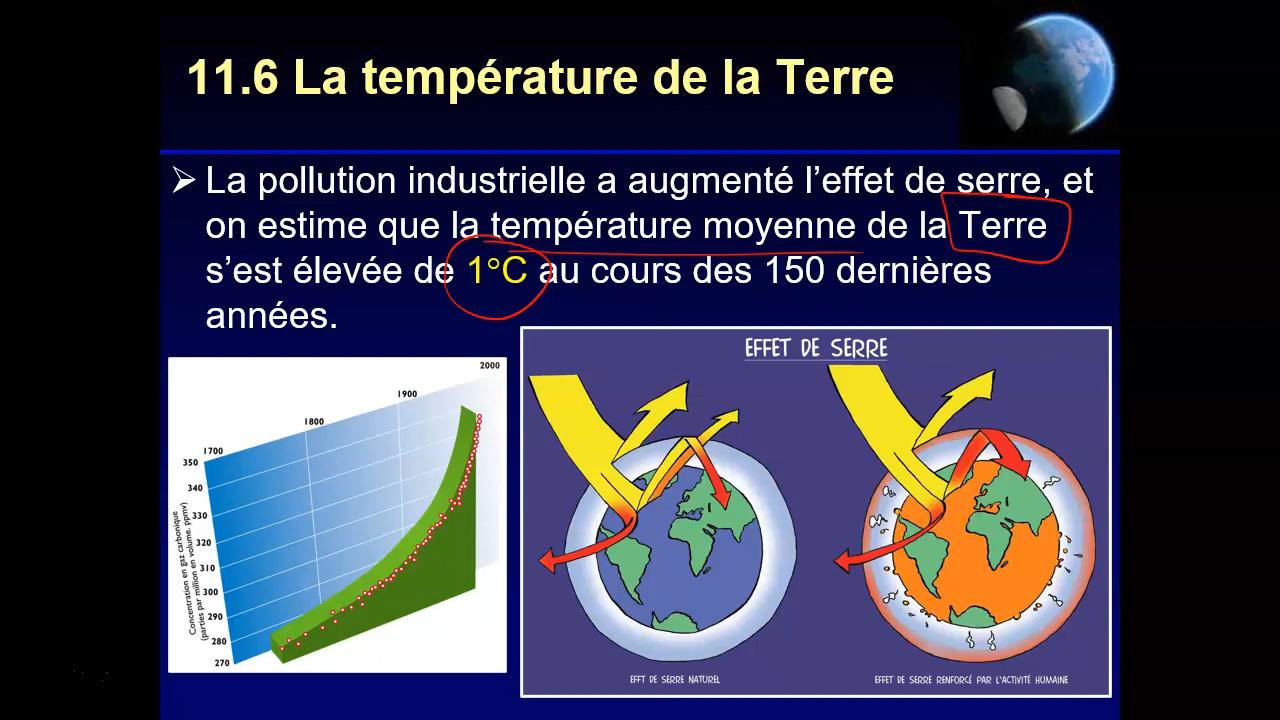 11.6 La température de la Terre
La pollution industrielle a augmenté l'effet de serre, et
on estime que la température moyenne de la Terre
s'est élevée de 1°C au cours des 150 dernières
années.
2000
1900
1800
1700
350
340
330
320
310
300
290
280
270
Concentration en gaz carbonique
(parties par million en volume. ppmv)
EFFET DE SERRE
EFFT DE SERRE NATUREL
EFFET DE SERRE RENFORCÉ PAR L'ACTIVITÉ HUMAINE